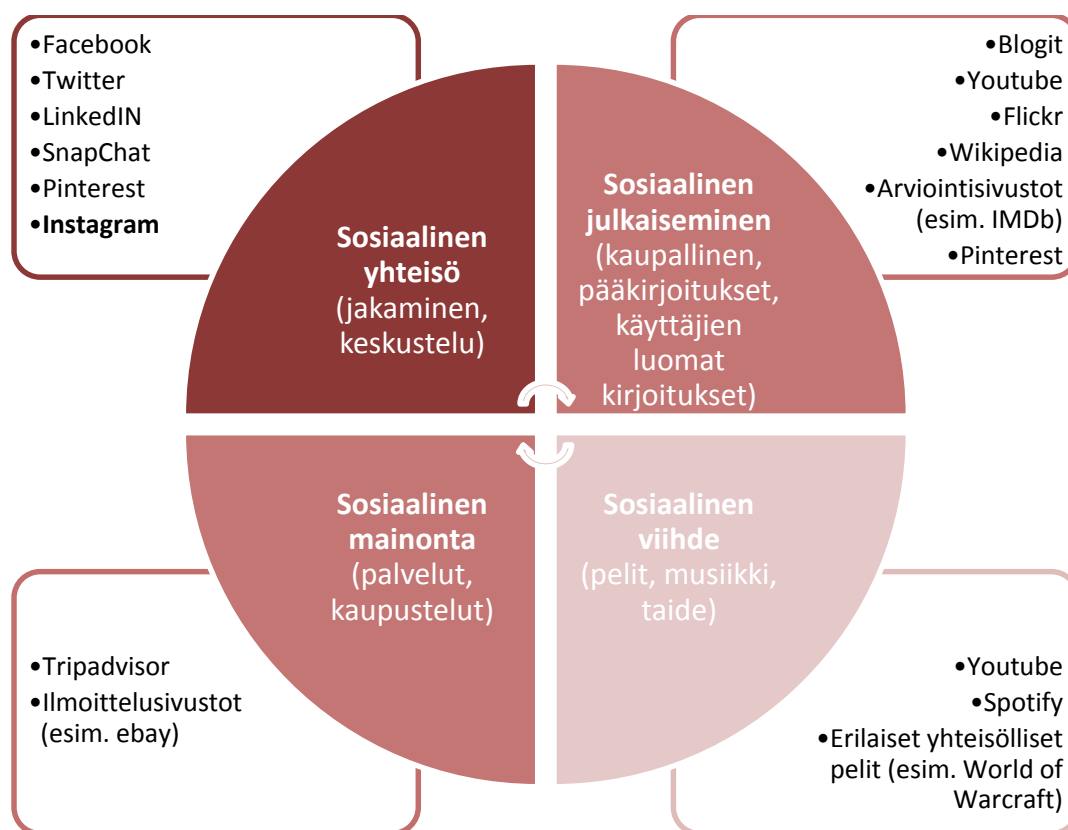 •Facebook
•Twitter
•LinkedIN
•SnapChat
•Pinterest
•Instagram
•Blogit
•Youtube
•Flickr
•Wikipedia
•Arviointisivustot
(esim. IMDb)
•Pinterest
Sosiaalinen
yhteisö
(jakaminen,
keskustelu)
Sosiaalinen
julkaiseminen
(kaupallinen,
pääkirjoitukset,
käyttäjien
luomat
kirjoitukset)
Sosiaalinen
mainonta
(palvelut,
kaupustelut)
Sosiaalinen
viihde
(pelit, musiikki,
taide)
•Tripadvisor
•Ilmoittelusivustot
(esim. ebay)
•Youtube
•Spotify
•Erilaiset yhteisölliset
pelit (esim. World of
Warcraft)